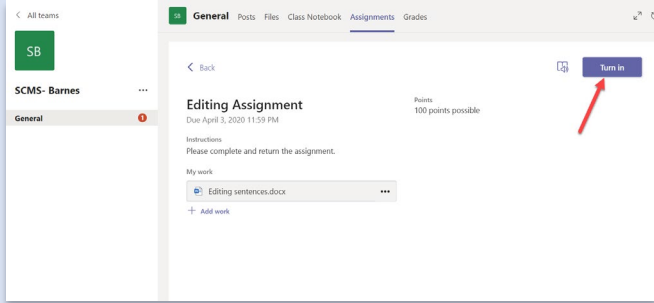 All teams
SB
SCMS- Barnes
General
1
SB General Posts Files Class Notebook Assignments Grades
Back
Turn in
Editing Assignment
Due April 3, 2020 11:59 PM
Points
100 points possible
Instructions
Please complete and return the assignment.
My work
Editing sentences.docx
Add work